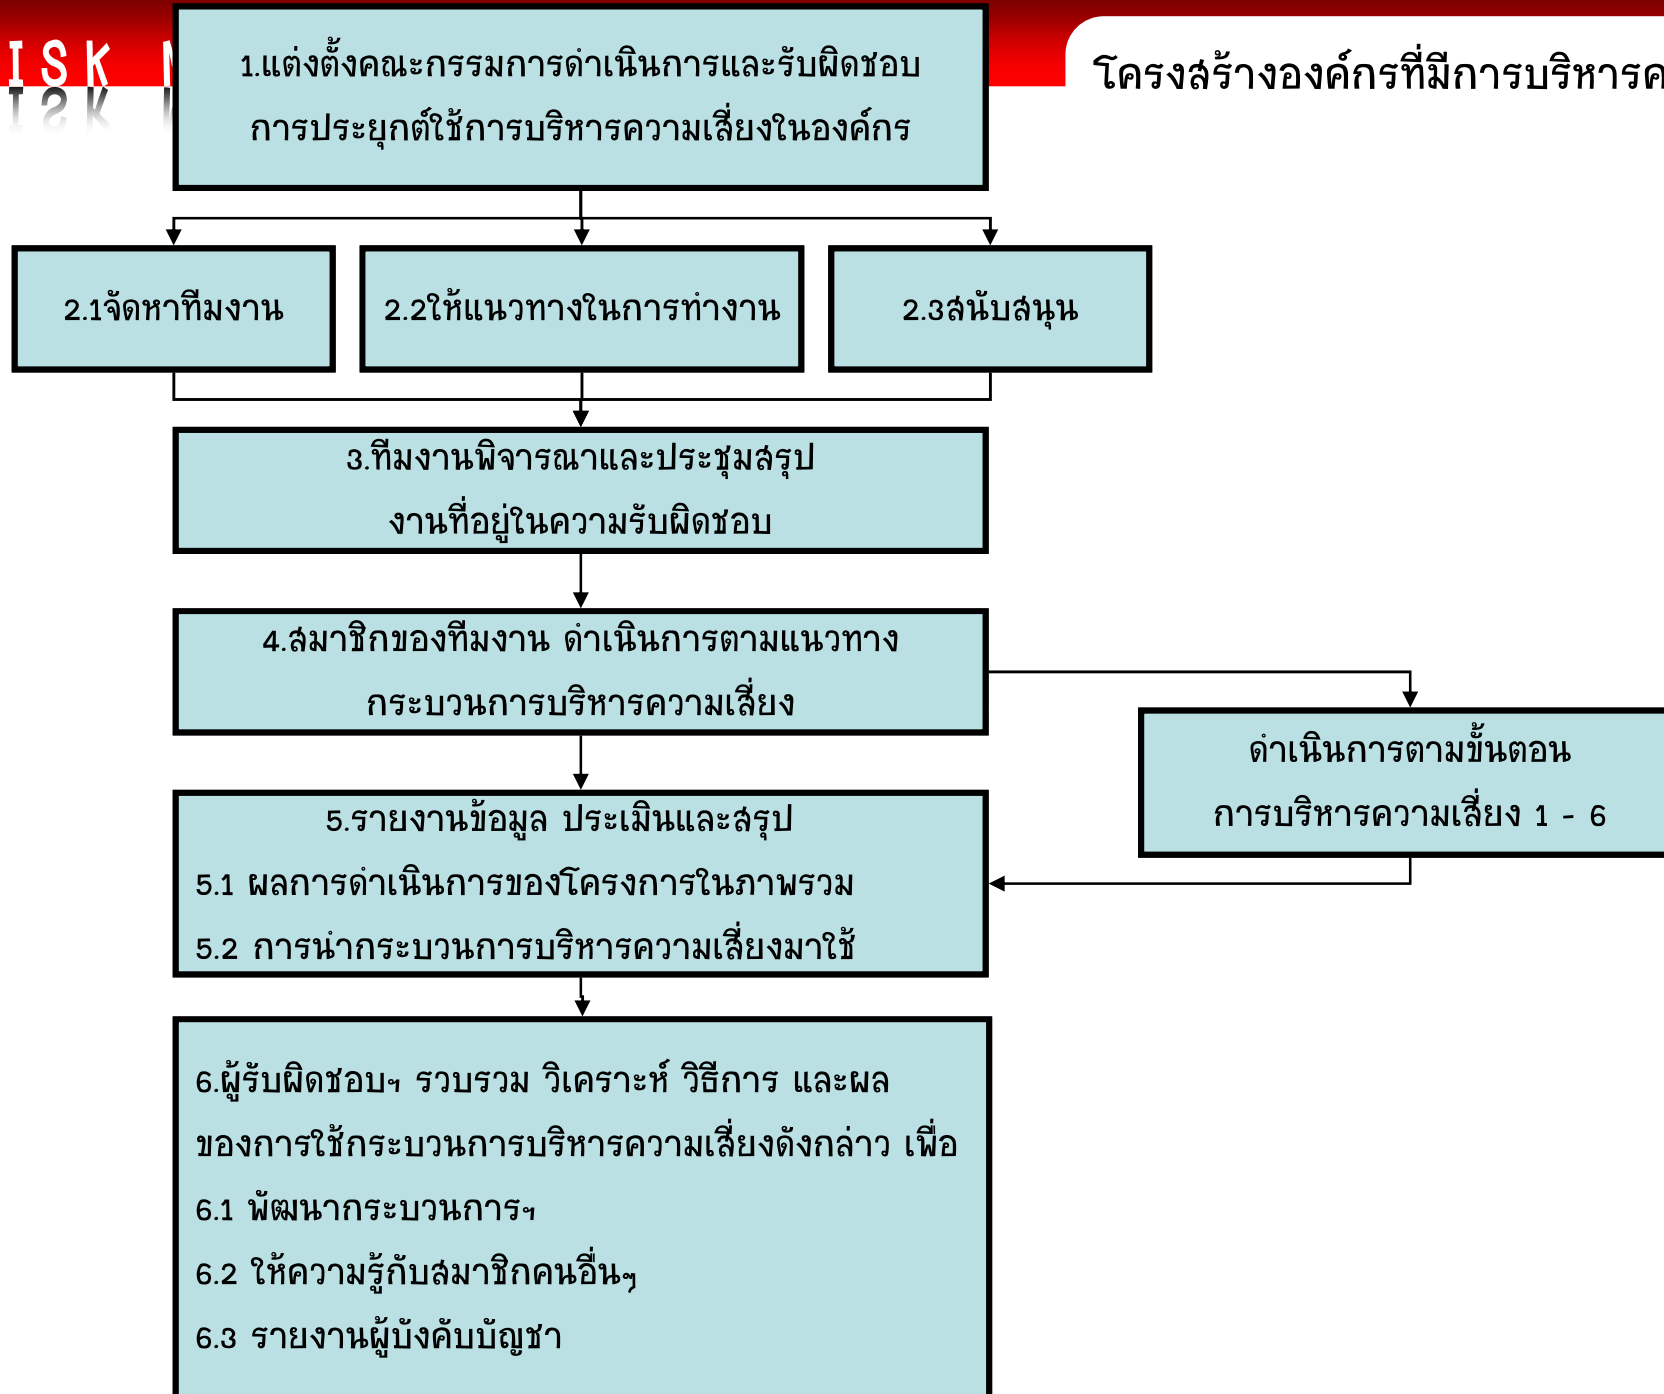 ISK
โครงสร้างองค์กรที่มีการบริหารค
1.แต่งตั้งคณะกรรมการดำเนินการและรับผิดชอบ
การประยุกต์ใช้การบริหารความเสี่ยงในองค์กร
2.1จัดหาทีมงาน
2.2ให้แนวทางในการทำงาน
2.3สนับสนุน
3.ทีมงานพิจารณาและประชุมสรุป
งานที่อยู่ในความรับผิดชอบ
4.สมาชิกของทีมงาน ดำเนินการตามแนวทาง
กระบวนการบริหารความเสี่ยง
ดำเนินการตามขั้นตอน
การบริหารความเสี่ยง 1 - 6
5.รายงานข้อมูล ประเมินและสรุป
5.1 ผลการดำเนินการของโครงการในภาพรวม
5.2 การนำกระบวนการบริหารความเสี่ยงมาใช้
6.ผู้รับผิดชอบฯ รวบรวม วิเคราะห์ วิธีการ และผล
ของการใช้กระบวนการบริหารความเสี่ยงดังกล่าว เพื่อ
6.1 พัฒนากระบวนการฯ
6.2 ให้ความรู้กับสมาชิกคนอื่นๆ
6.3 รายงานผู้บังคับบัญชา